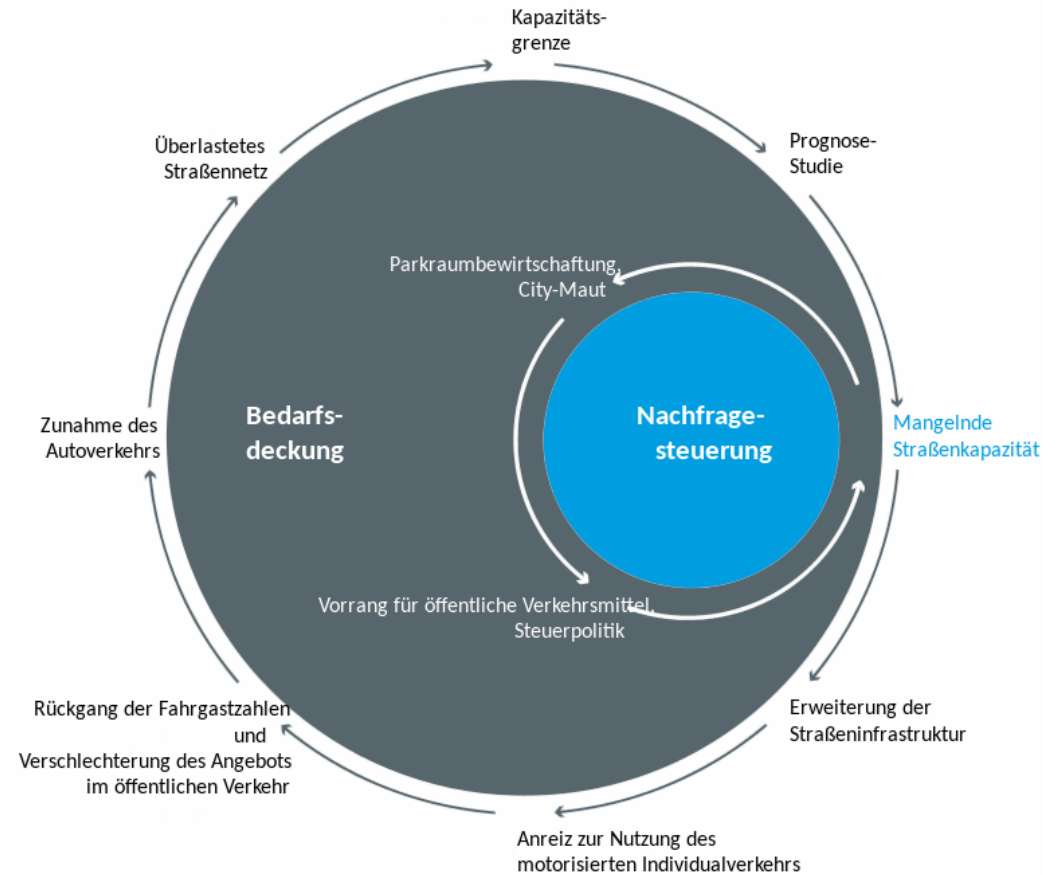 Kapazitäts-
grenze
Prognose-
Studie
Überlastetes
Straßennetz
Parkraumbewirtschaftung,
City-Maut
Bedarfs-
deckung
Nachfrage-
steuerung
Mangelnde
Straßenkapazität
Zunahme des
Autoverkehrs
Vorrang für öffentliche Verkehrsmittel,
Steuerpolitik
Erweiterung der
Straßeninfrastruktur
Rückgang der Fahrgastzahlen
und
Verschlechterung des Angebots
im öffentlichen Verkehr
Anreiz zur Nutzung des
motorisierten Individualverkehrs